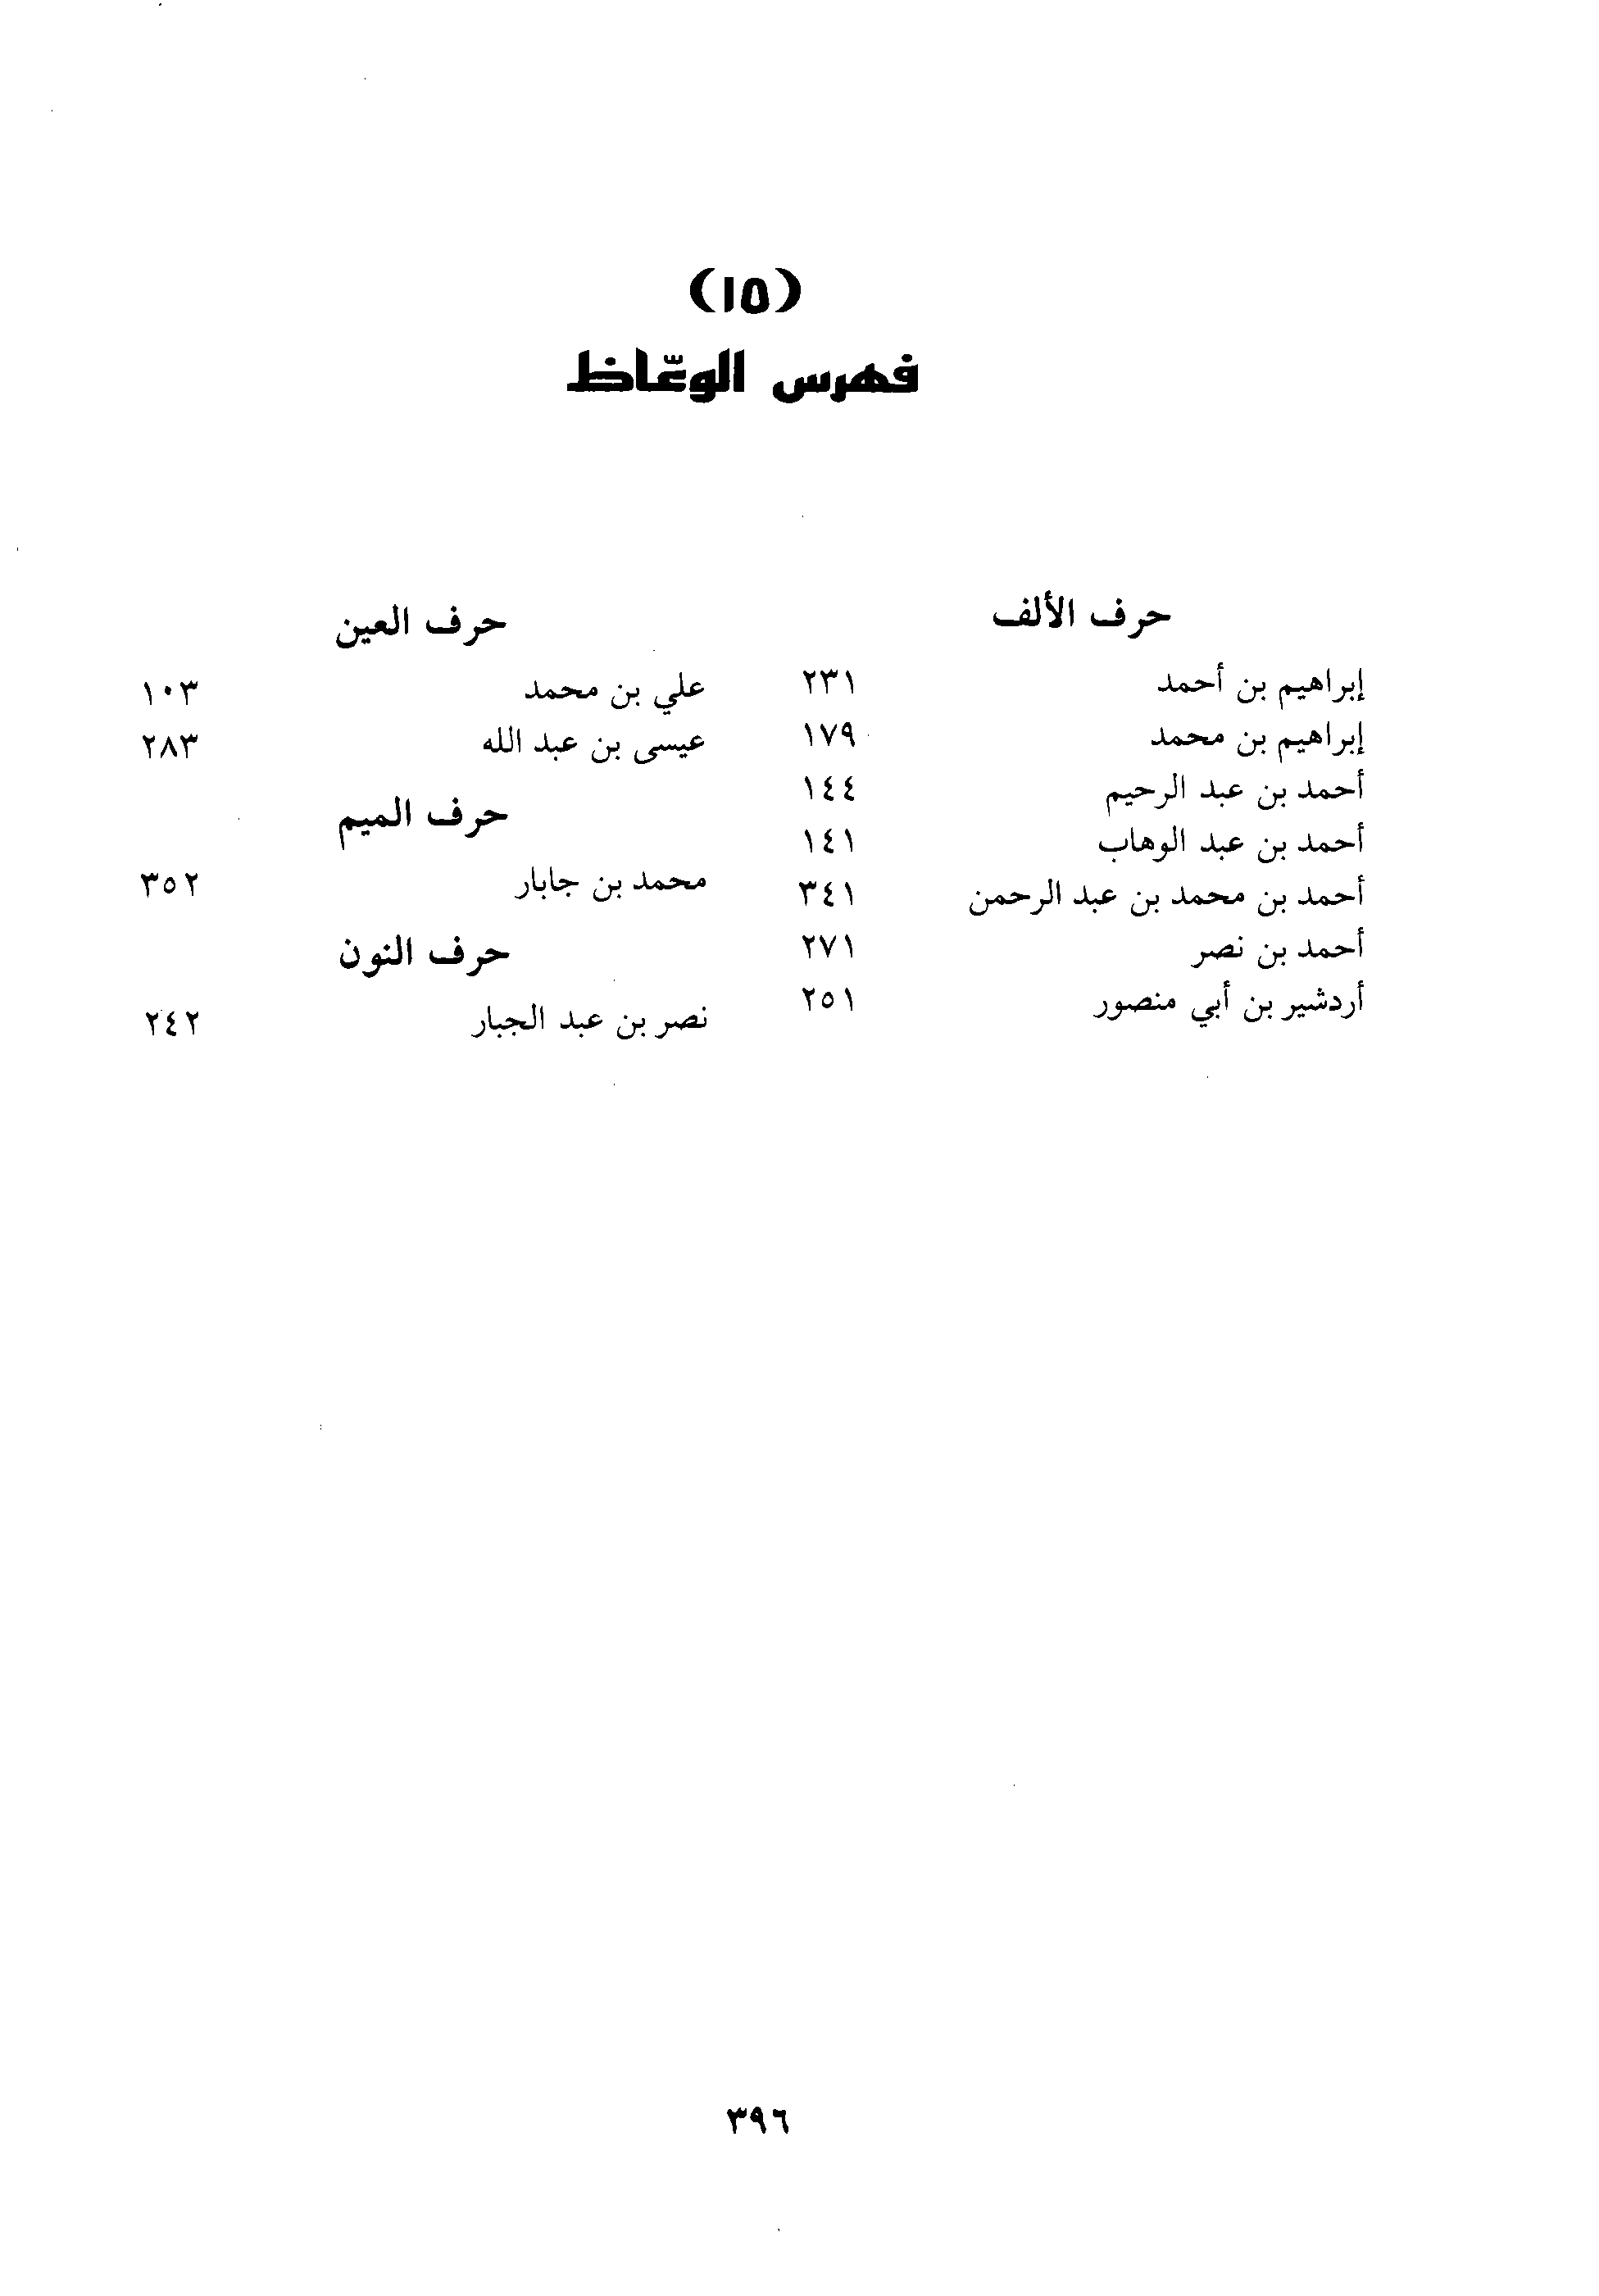 (١٥)
فهرس الوعّاظ
حرف الألف
إبراهيم بن أحمد ٢٣١
إبراهيم بن محمد ١٧٩
أحمد بن عبد الرحيم ١٤٤
أحمد بن عبد الوهاب ١٤١
أحمد بن محمد بن عبد الرحمن ٣٤١
أحمد بن نصر ٢٧١
أردشير بن أبي منصور ٢٥١
حرف العين
علي بن محمد ١٠٣
عيسى بن عبد الله ٢٨٣
حرف الميم
محمد بن جابار ٣٥٢
حرف النون
نصر بن عبد الجبار ٢٤٢
٣٩٦